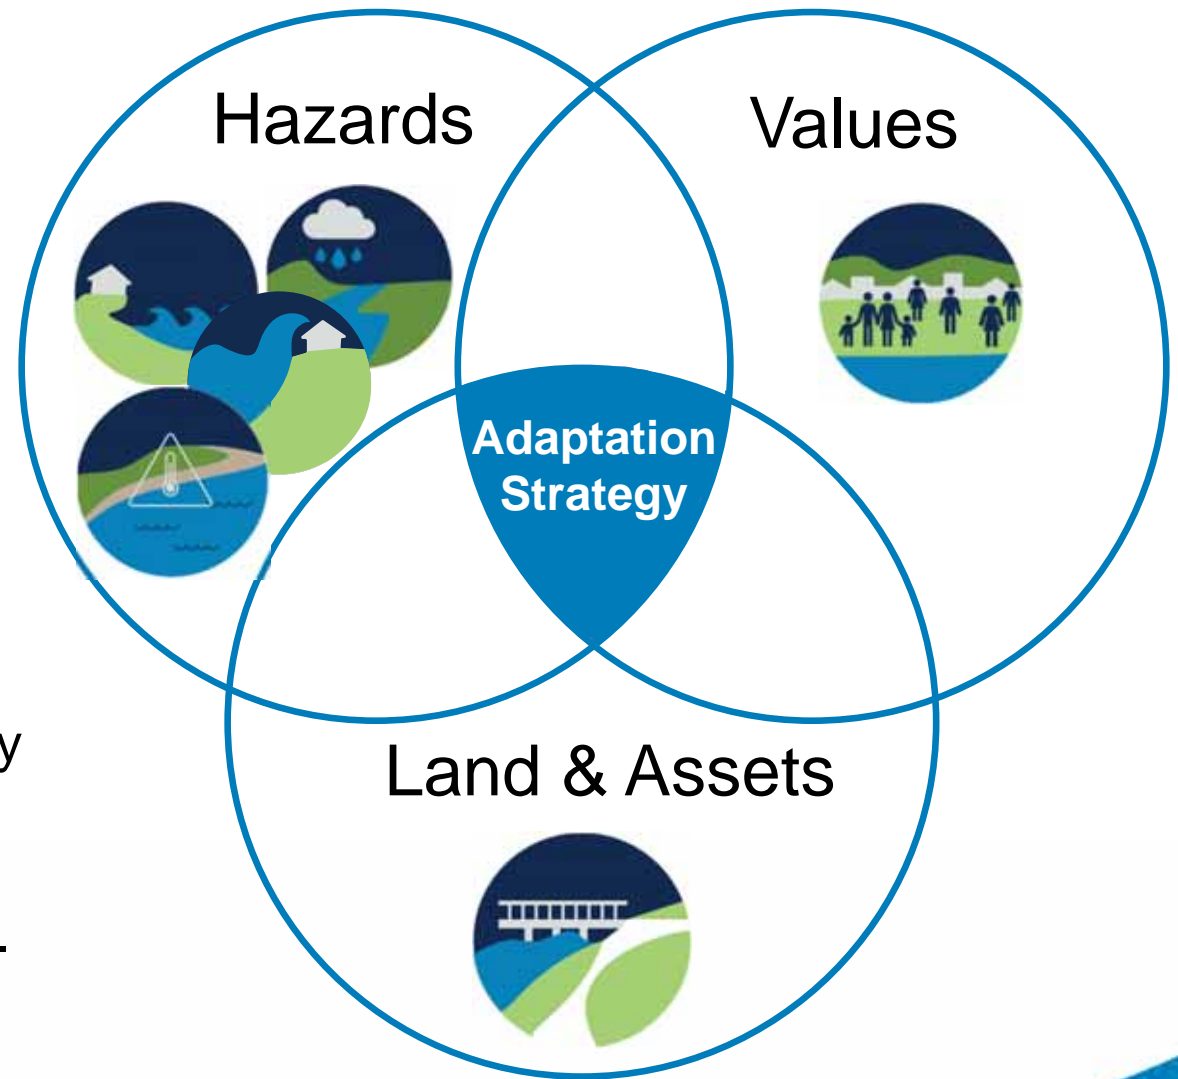 Hazards
Values
Adaptation
Strategy
y
Land & Assets
.